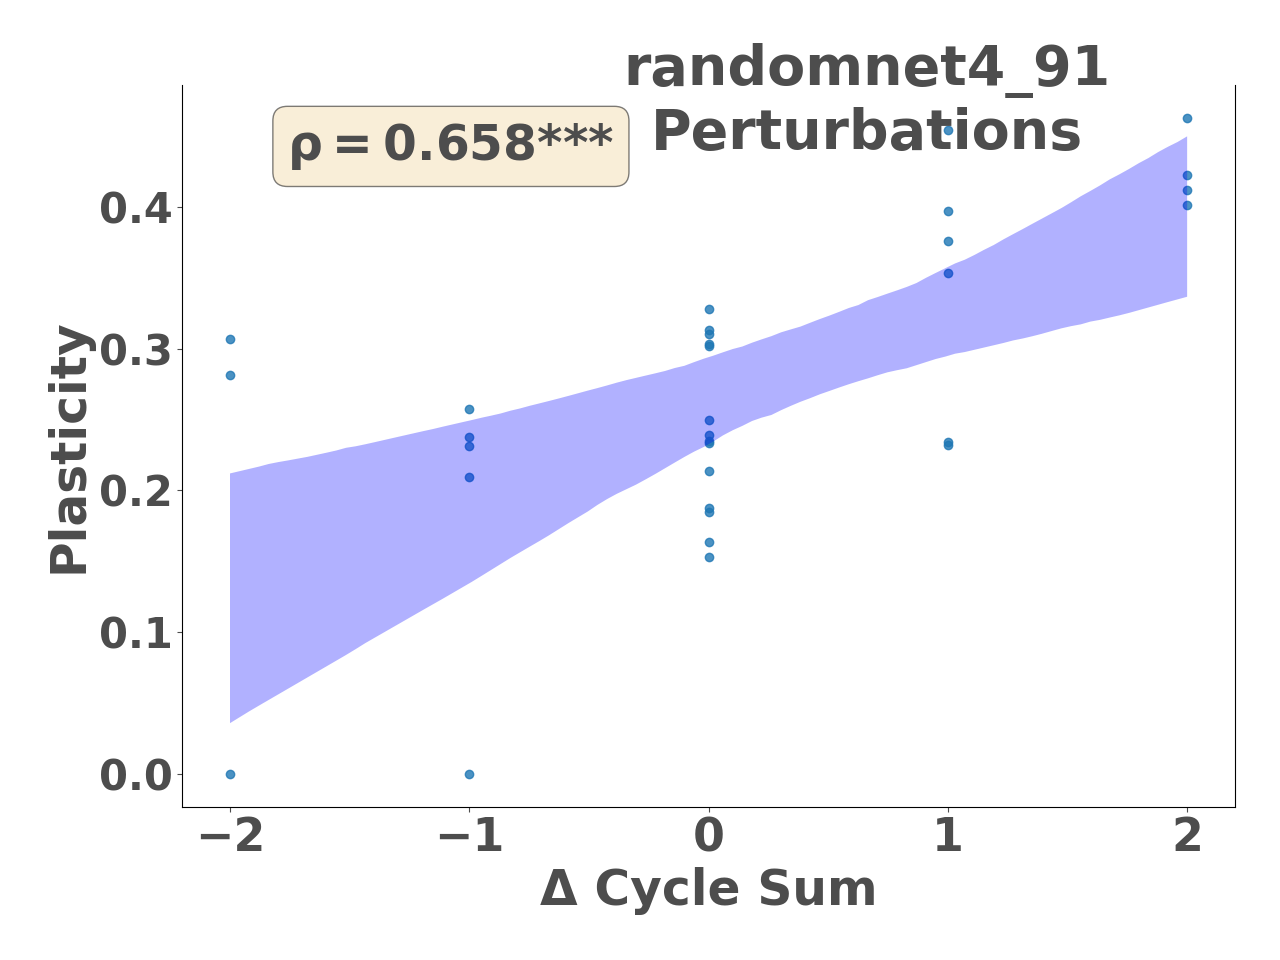 randomnet4_91
Perturbations
ρ = 0.658***
Plasticity
0.4
0.3
0.2
0.1
0.0
−2 −1 0 1 2
Δ Cycle Sum